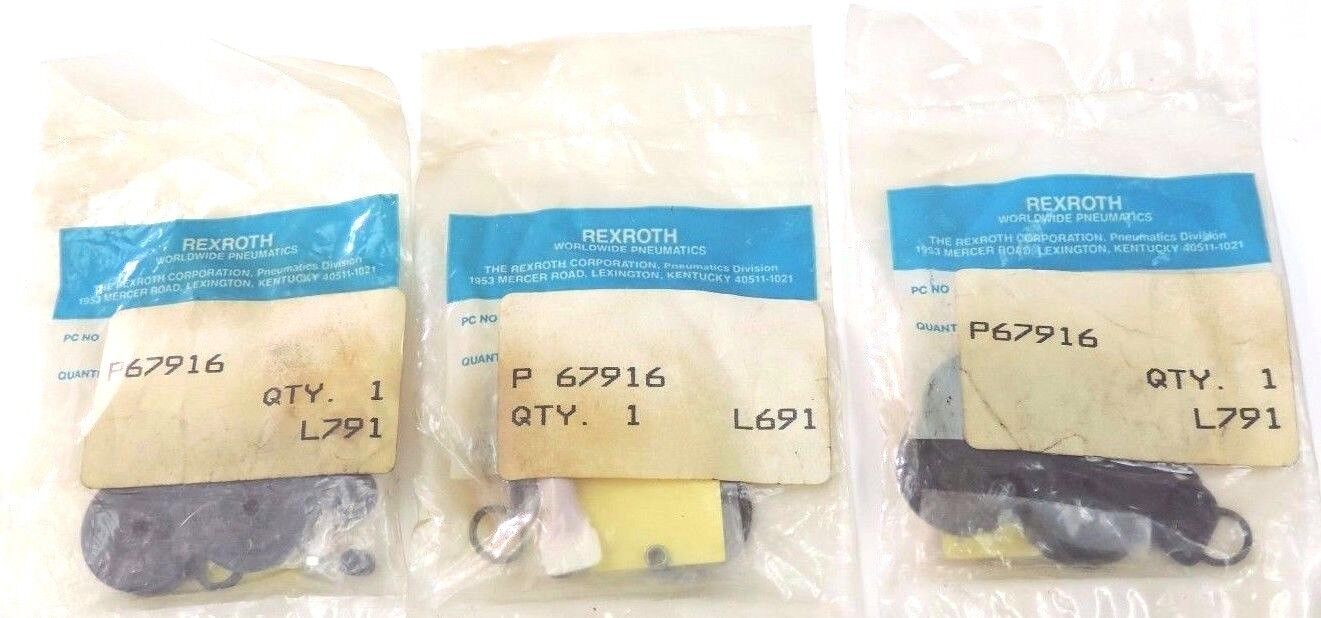 REXROTH
WORLDWIDE PNEUMATICS
THE REXROTH CORPORATION, Pneumatics Division
1953 MERCER ROAD, LEXINGTON, KENTUCKY 40511-1021
PC NO
QUANTI
P67916
QTY. 1
L791
REXROTH
WORLDWIDE PNEUMATICS
THE REXROTH CORPORATION, Pneumatics Division
1953 MERCER ROAD, LEXINGTON, KENTUCKY 40511-1021
PC NO
QUANT
P 67916
QTY. 1 L691
REXROTH
WORLDWIDE PNEUMATICS
THE REXROTH CORPORATION, Pneumatics Division
1953 MERCER ROAD, LEXINGTON, KENTUCKY 40511-1021
PC NO
QUANT
P67916
QTY. 1
L791